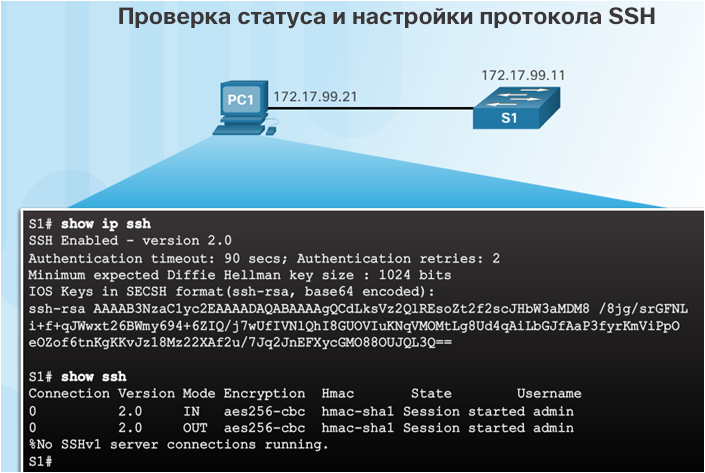 Проверка статуса и настройки протокола SSH
172.17.99.11
PC1
172.17.99.21
S1
S1# show ip ssh
SSH Enabled - version 2.0
Authentication timeout: 90 secs; Authentication retries: 2
Minimum expected Diffie Hellman key size : 1024 bits
IOS Keys in SECSH format(ssh-rsa, base64 encoded):
ssh-rsa AAAAB3NzaC1yc2EAAAADAQABAAAAgQCdLksVz2QlREsoZt2f2scJHbW3aMDM8 /8jg/srGFNL
i+f+qJWwxt26BWmy694+6ZIQ/j7wUfIVNlQhI8GUOVIuKNqVMOMtLg8Ud4qAiLbGJfAaP3fyrKmViPpO
eOZof6tnKgKKvJz18Mz22XAf2u/7Jq2JnEFXycGMO88OUJQL3Q==
S1# show ssh
Connection Version Mode Encryption Hmac State Username
0 2.0 IN aes256-cbc hmac-sha1 Session started admin
0 2.0 OUT aes256-cbc hmac-sha1 Session started admin
%No SSHv1 server connections running.
S1#